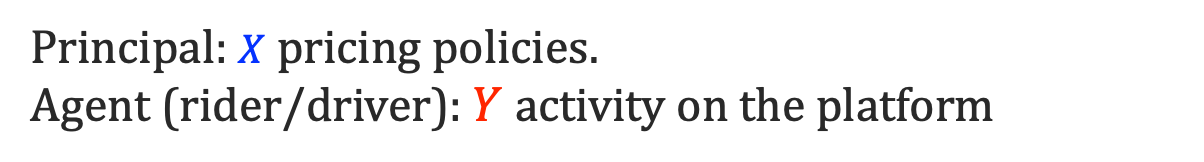 Principal: X pricing policies.
Agent (rider/driver): Y activity on the platform